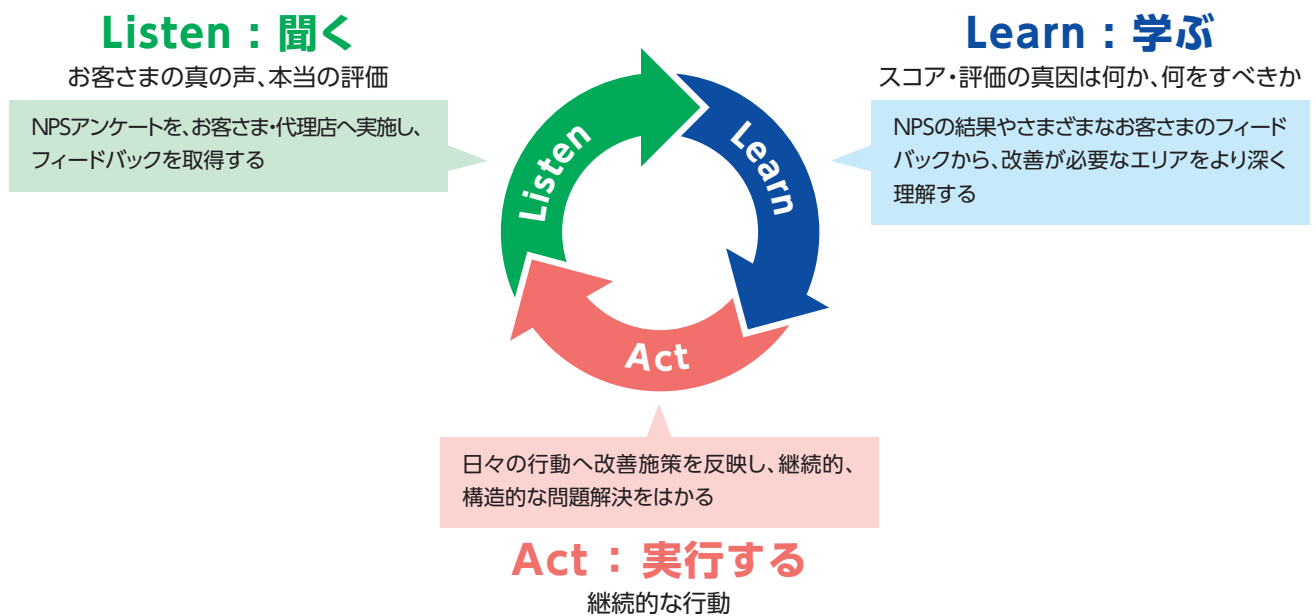 Listen：聞く
お客さまの真の声、本当の評価
NPSアンケートを、お客さま・代理店へ実施し、
フィードバックを取得する
Learn：学ぶ
スコア・評価の真因は何か、何をすべきか
NPSの結果やさまざまなお客さまのフィード
バックから、改善が必要なエリアをより深く
理解する
Listen
Learn
Act
日々の行動へ改善施策を反映し、継続的、
構造的な問題解決をはかる
Act：実行する
継続的な行動